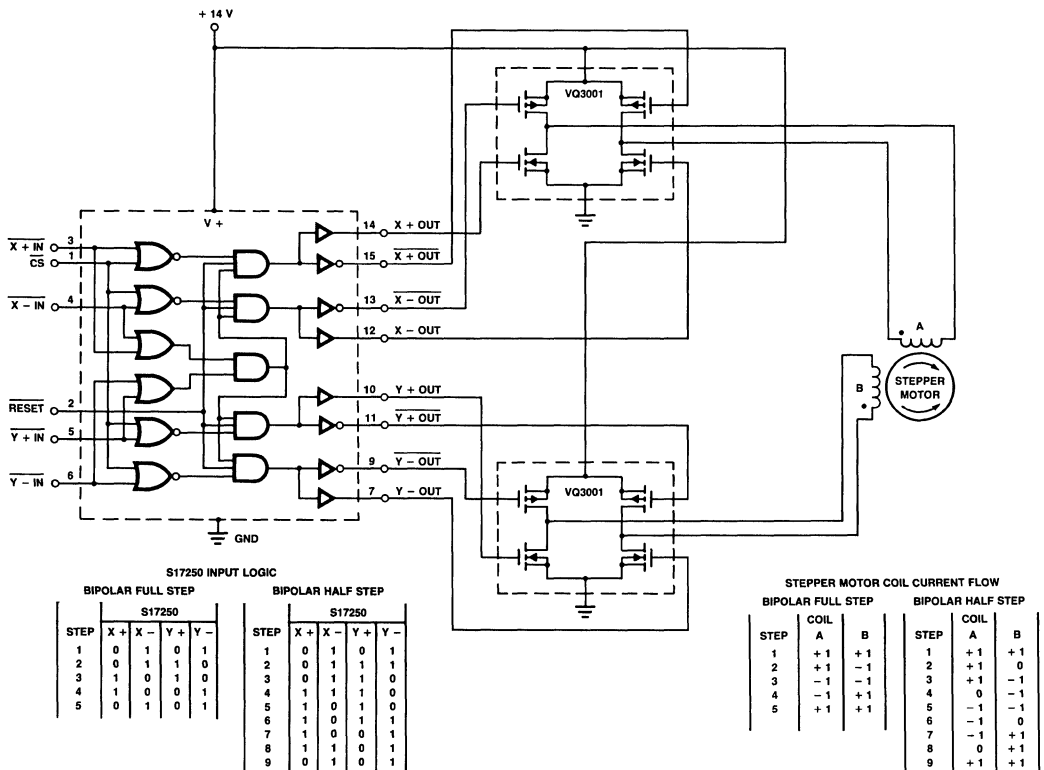 + 14 V
VQ3001
V +
X + IN 3
CS 1
X – IN 4
RESET 2
Y + IN 5
Y – IN 6
14 X + OUT
15 X + OUT
13 X – OUT
12 X – OUT
10 Y + OUT
11 Y + OUT
9 Y – OUT
7 Y – OUT
GND
A
B
STEPPER
MOTOR
VQ3001
S17250 INPUT LOGIC
BIPOLAR FULL STEP
S17250
STEP X + X – Y + Y –
1 0 1 0 1
2 0 1 1 0
3 1 0 1 0
4 1 0 0 1
5 0 1 0 1
BIPOLAR HALF STEP
S17250
STEP X + X – Y + Y –
1 0 1 0 1
2 0 1 1 1
3 0 1 1 0
4 1 1 1 0
5 1 0 1 0
6 1 0 1 1
7 1 0 0 1
8 1 1 0 1
9 0 1 0 1
STEPPER MOTOR COIL CURRENT FLOW
BIPOLAR FULL STEP
COIL
STEP A B
1 + 1 + 1
2 + 1 – 1
3 – 1 – 1
4 – 1 + 1
5 + 1 + 1
BIPOLAR HALF STEP
COIL
STEP A B
1 + 1 + 1
2 + 1 0
3 + 1 – 1
4 0 – 1
5 – 1 – 1
6 – 1 0
7 – 1 + 1
8 0 + 1
9 + 1 + 1